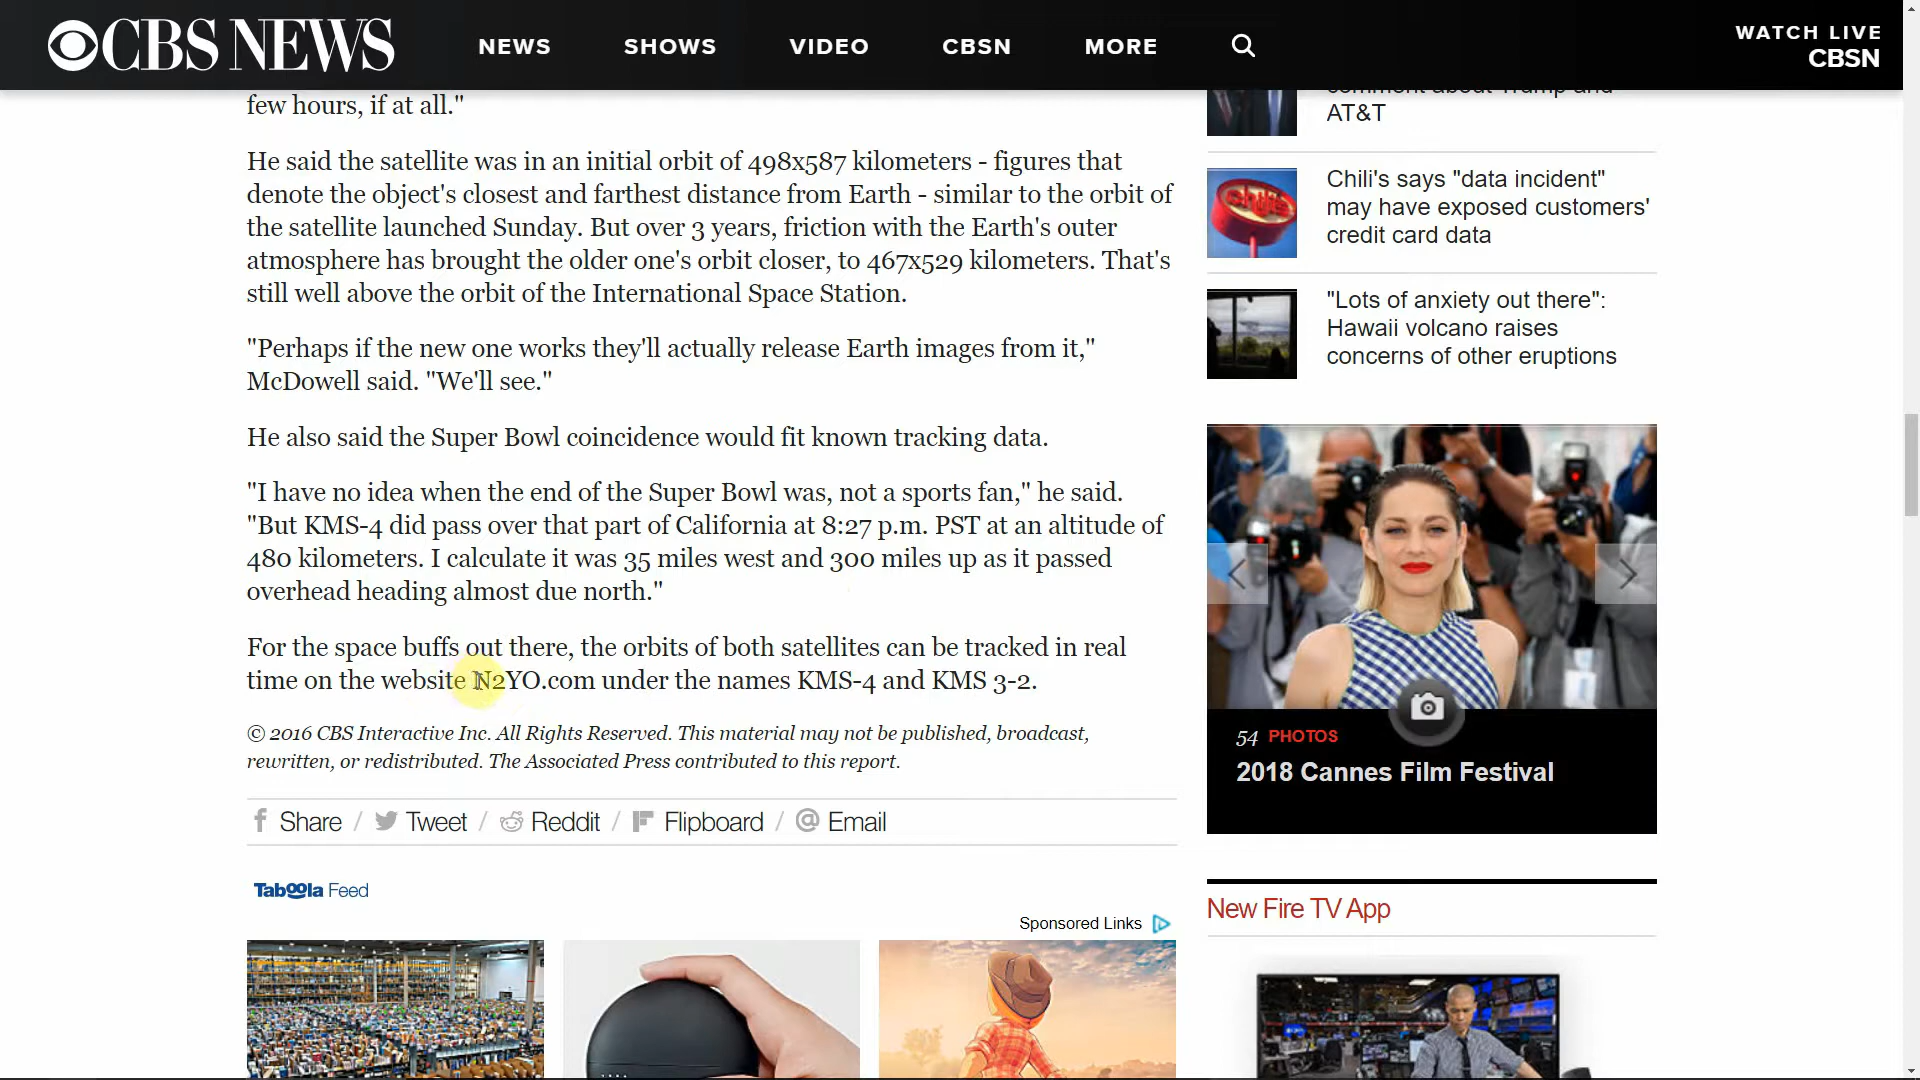 CBS NEWS
NEWS
SHOWS
VIDEO
CBSN
MORE
WATCH LIVE
CBSN
few hours, if at all."
He said the satellite was in an initial orbit of 498x587 kilometers - figures that
denote the object's closest and farthest distance from Earth - similar to the orbit of
the satellite launched Sunday. But over 3 years, friction with the Earth's outer
atmosphere has brought the older one's orbit closer, to 467x529 kilometers. That's
still well above the orbit of the International Space Station.
"Perhaps if the new one works they'll actually release Earth images from it,"
McDowell said. "We'll see."
He also said the Super Bowl coincidence would fit known tracking data.
"I have no idea when the end of the Super Bowl was, not a sports fan," he said.
"But KMS-4 did pass over that part of California at 8:27 p.m. PST at an altitude of
480 kilometers. I calculate it was 35 miles west and 300 miles up as it passed
overhead heading almost due north."
For the space buffs out there, the orbits of both satellites can be tracked in real
time on the website N2YO.com under the names KMS-4 and KMS 3-2.
© 2016 CBS Interactive Inc. All Rights Reserved. This material may not be published, broadcast,
rewritten, or redistributed. The Associated Press contributed to this report.
Share / Tweet / Reddit / Flipboard / Email
Taboola Feed
Sponsored Links
comment about Trump and
AT&T
chili's
Chili's says "data incident"
may have exposed customers'
credit card data
"Lots of anxiety out there":
Hawaii volcano raises
concerns of other eruptions
54 PHOTOS
2018 Cannes Film Festival
New Fire TV App